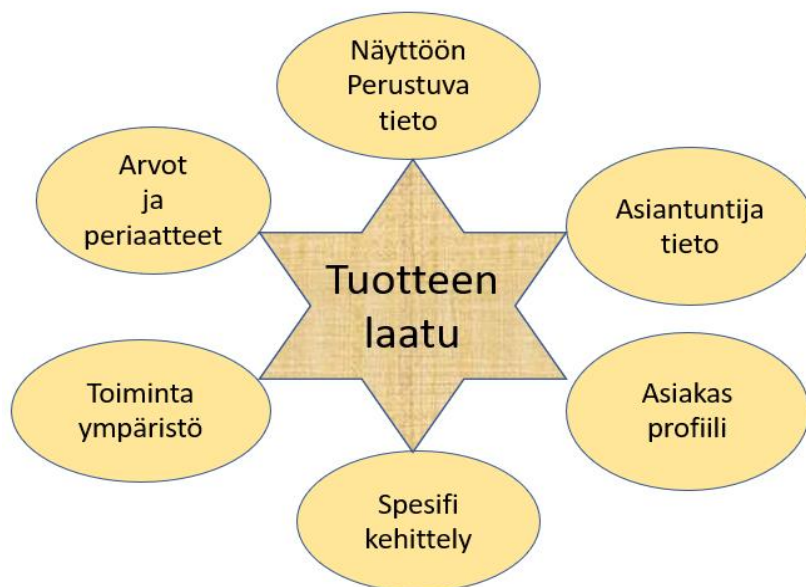 Näyttöön
Perustuva
tieto
Arvot
ja
periaatteet
Asiantuntija
tieto
Tuotteen
laatu
Toiminta
ympäristö
Asiakas
profiili
Spesifi
kehittely